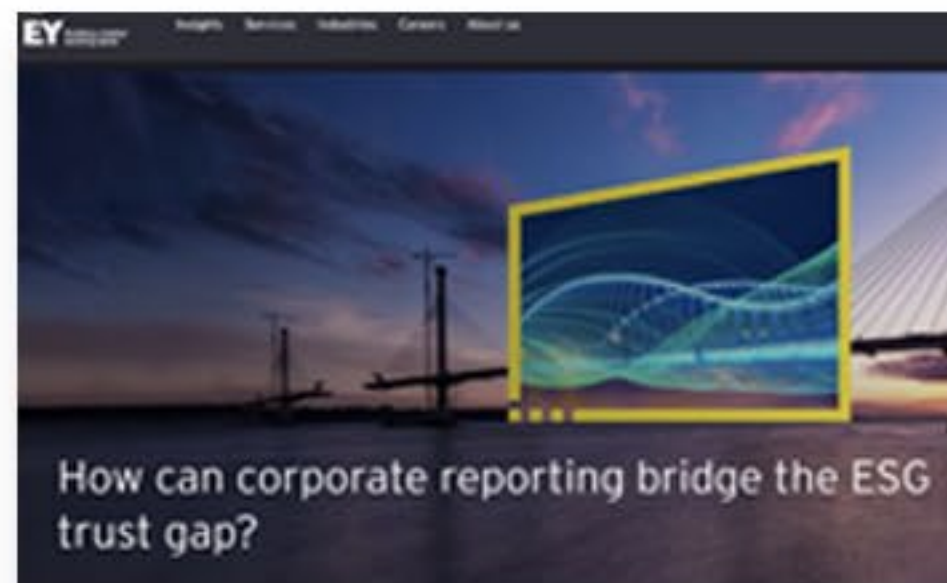 EY
Insights Services Industries Careers About us
How can corporate reporting bridge the ESG
trust gap?